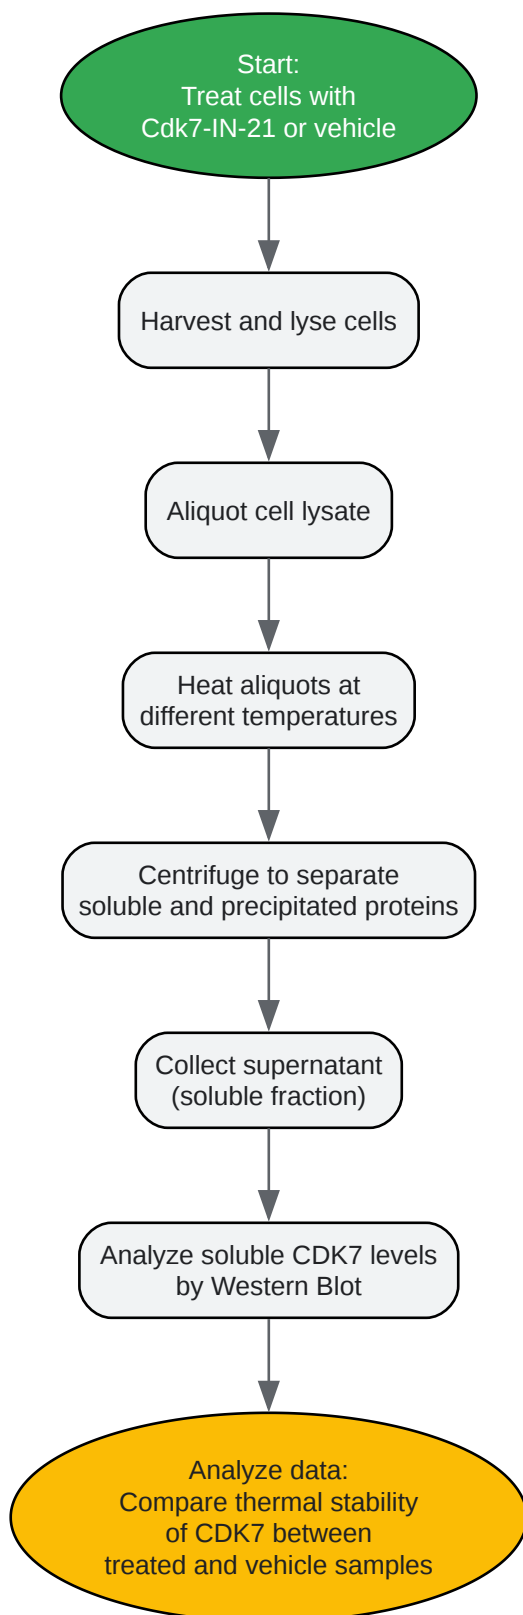 Start:
Treat cells with
Cdk7-IN-21 or vehicle
Harvest and lyse cells
Aliquot cell lysate
Heat aliquots at
different temperatures
Centrifuge to separate
soluble and precipitated proteins
Collect supernatant
(soluble fraction)
Analyze soluble CDK7 levels
by Western Blot
Analyze data:
Compare thermal stability
of CDK7 between
treated and vehicle samples